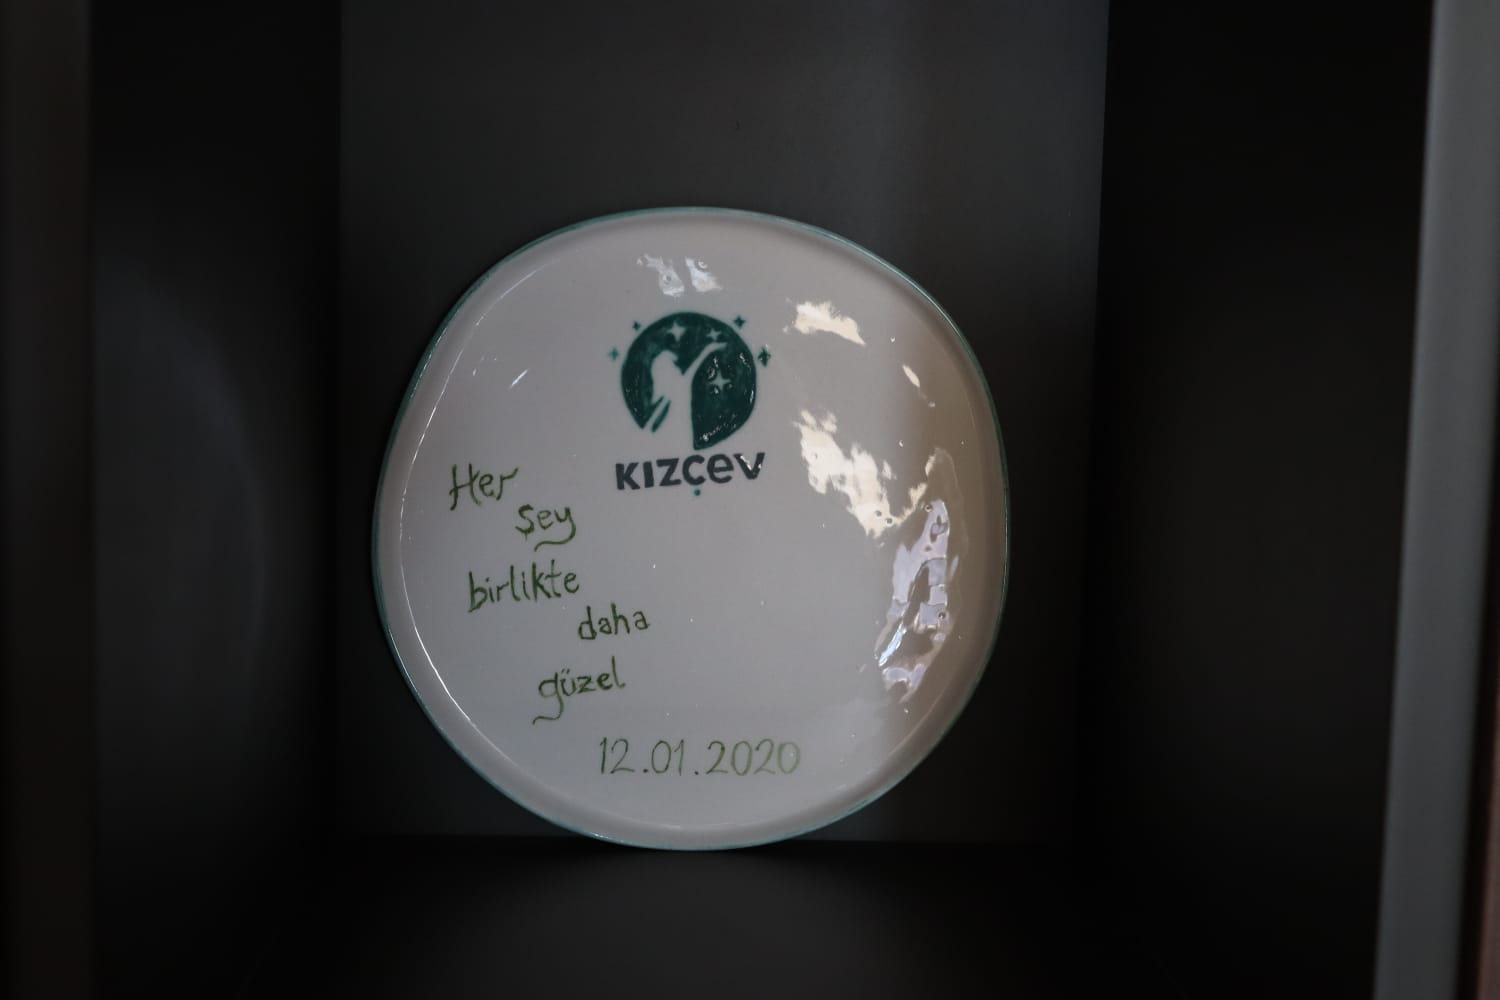 KIZÇEV
Her
şey
birlikte
daha
güzel
12.01.2020